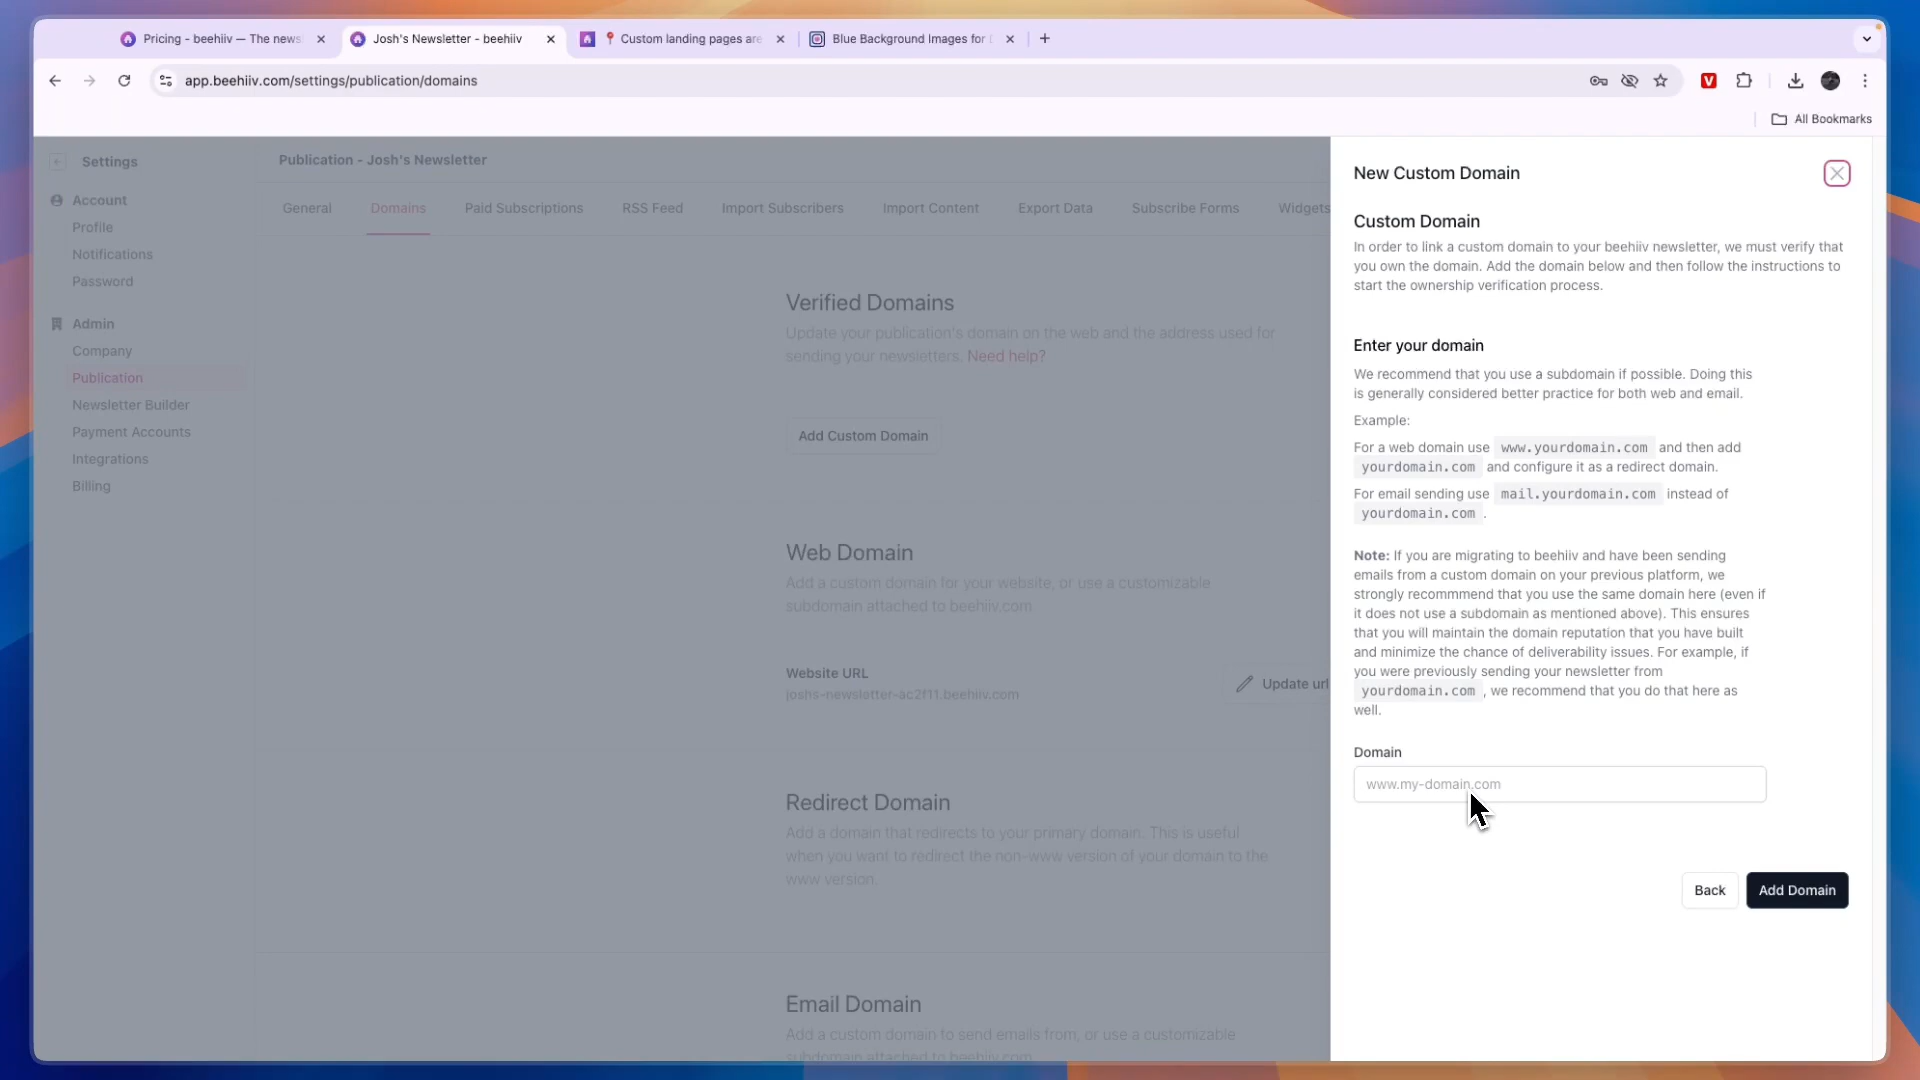 Pricing - beehiiv — The news
Josh's Newsletter - beehiiv
Custom landing pages are
Blue Background Images for
app.beehiiv.com/settings/publication/domains
All Bookmarks
Settings
Account
Profile
Notifications
Password
Admin
Company
Publication
Newsletter Builder
Payment Accounts
Integrations
Billing
Publication - Josh's Newsletter
General
Domains
Paid Subscriptions
RSS Feed
Import Subscribers
Import Content
Export Data
Subscribe Forms
Widgets
Verified Domains
Update your publication's domain on the web and the address used for
sending your newsletters. Need help?
Add Custom Domain
Web Domain
Add a custom domain for your website, or use a customizable
subdomain attached to beehiiv.com
Website URL
joshs-newsletter-ac2f11.beehiiv.com
Update url
Redirect Domain
Add a domain that redirects to your primary domain. This is useful
when you want to redirect the non-www version of your domain to the
www version.
Email Domain
Add a custom domain to send emails from, or use a customizable
subdomain attached to beehiiv.com
New Custom Domain
Custom Domain
In order to link a custom domain to your beehiiv newsletter, we must verify that
you own the domain. Add the domain below and then follow the instructions to
start the ownership verification process.
Enter your domain
We recommend that you use a subdomain if possible. Doing this
is generally considered better practice for both web and email.
Example:
For a web domain use www.yourdomain.com and then add
yourdomain.com and configure it as a redirect domain.
For email sending use mail.yourdomain.com instead of
yourdomain.com .
Note: If you are migrating to beehiiv and have been sending
emails from a custom domain on your previous platform, we
strongly recommmend that you use the same domain here (even if
it does not use a subdomain as mentioned above). This ensures
that you will maintain the domain reputation that you have built
and minimize the chance of deliverability issues. For example, if
you were previously sending your newsletter from
yourdomain.com , we recommend that you do that here as
well.
Domain
www.my-domain.com
Back
Add Domain